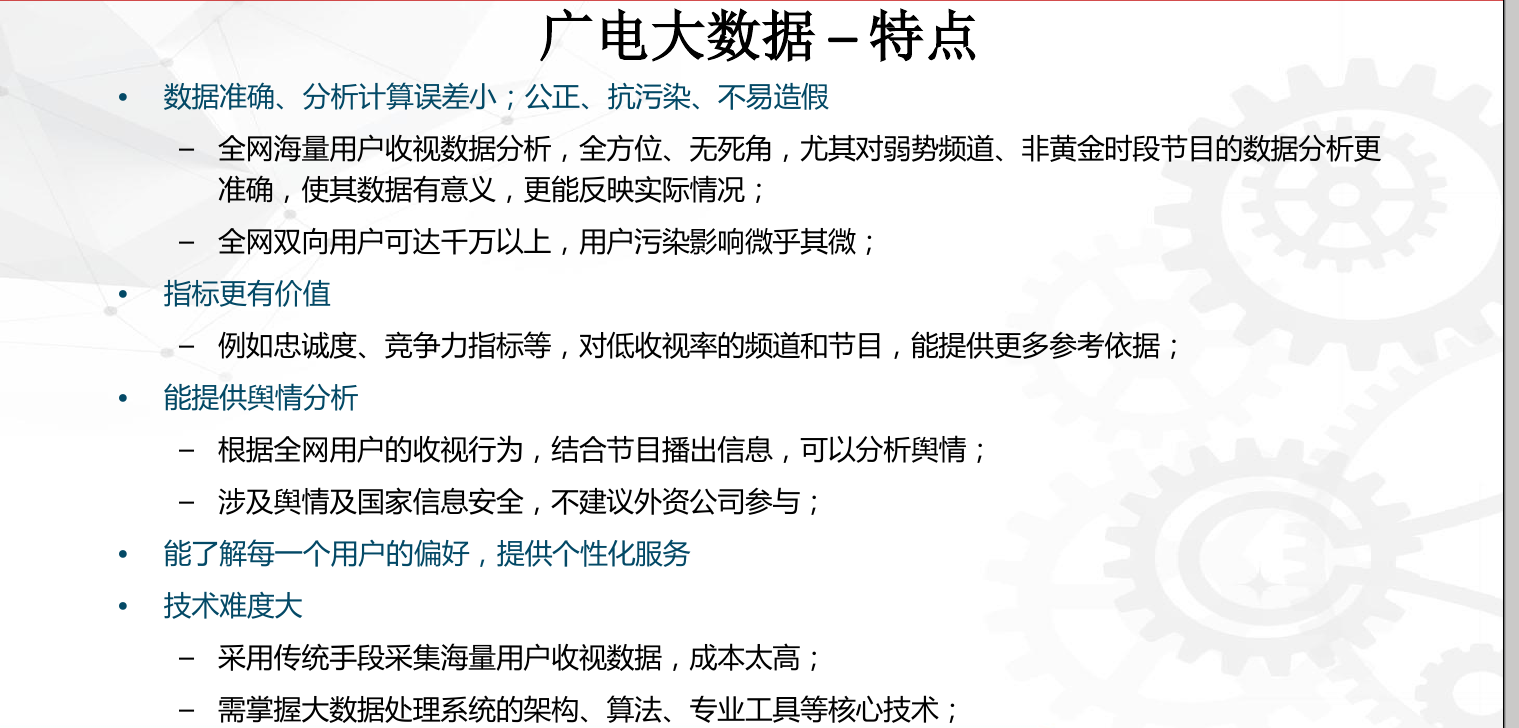 广电大数据 – 特点
• 数据准确、分析计算误差小；公正、抗污染、不易造假
– 全网海量用户收视数据分析，全方位、无死角，尤其对弱势频道、非黄金时段节目的数据分析更
准确，使其数据有意义，更能反映实际情况；
– 全网双向用户可达千万以上，用户污染影响微乎其微；
• 指标更有价值
– 例如忠诚度、竞争力指标等，对低收视率的频道和节目，能提供更多参考依据；
• 能提供舆情分析
– 根据全网用户的收视行为，结合节目播出信息，可以分析舆情；
– 涉及舆情及国家信息安全，不建议外资公司参与；
• 能了解每一个用户的偏好，提供个性化服务
• 技术难度大
– 采用传统手段采集海量用户收视数据，成本太高；
– 需掌握大数据处理系统的架构、算法、专业工具等核心技术；